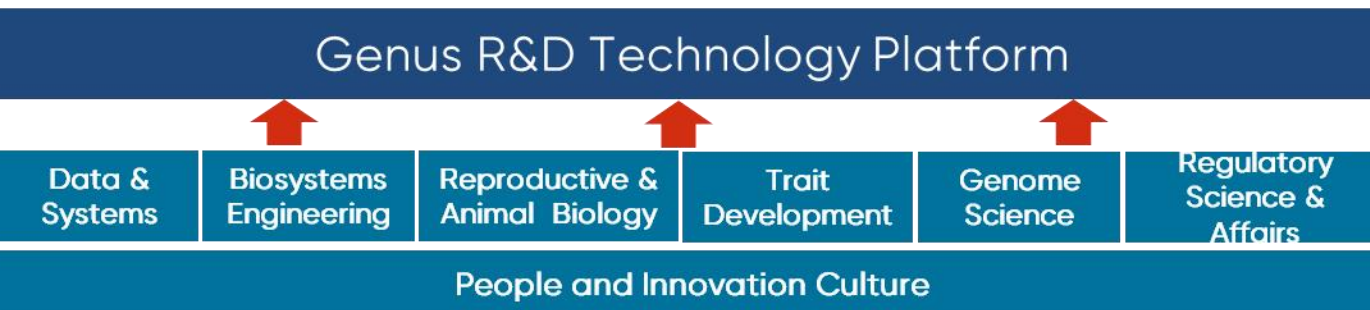 Genus R&D Technology Platform
Data &
Systems
Biosystems
Engineering
Reproductive &
Animal Biology
Trait
Development
Genome
Science
Regulatory
Science &
Affairs
People and Innovation Culture